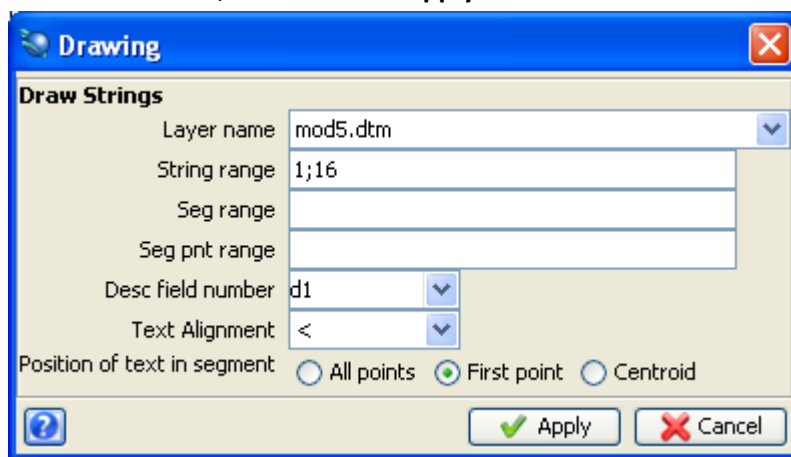 Drawing
Draw Strings
Layer name mod5.dtm
String range 1;16
Seg range
Seg pnt range
Desc field number d1
Text Alignment <
Position of text in segment All points First point Centroid
? Apply Cancel